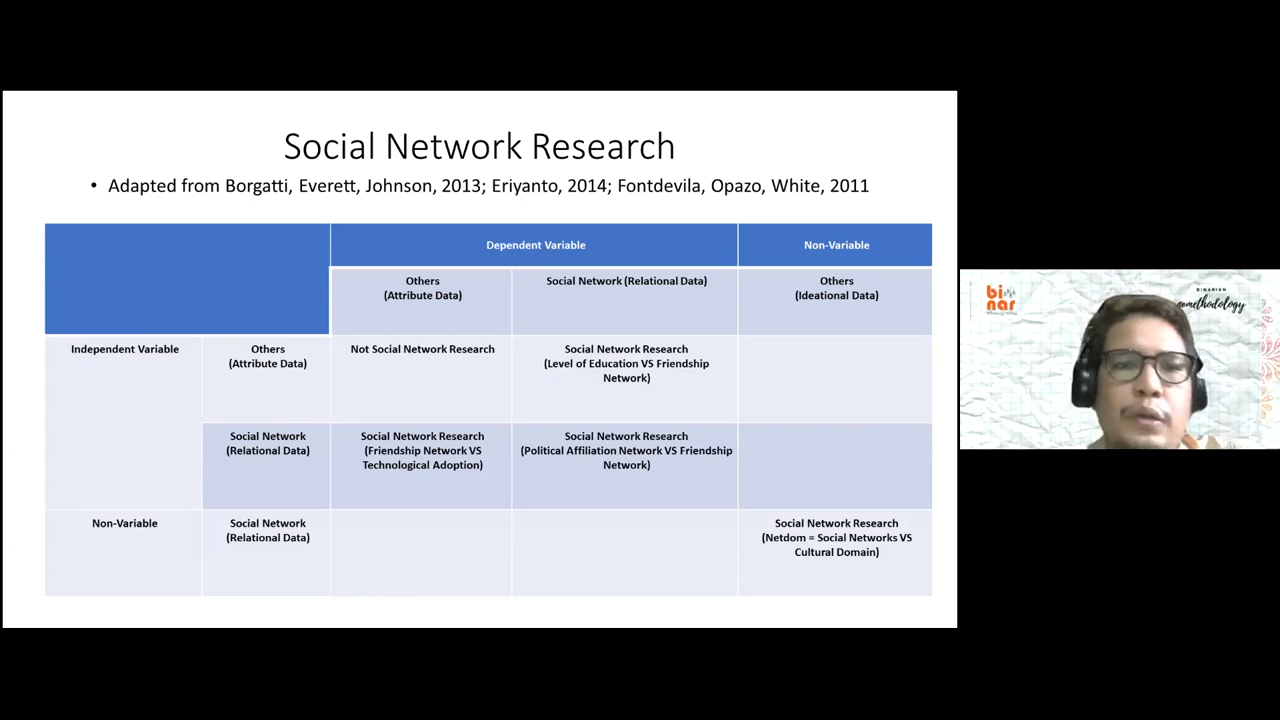 Social Network Research
• Adapted from Borgatti, Everett, Johnson, 2013; Eriyanto, 2014; Fontdevila, Opazo, White, 2011
Dependent Variable
Non-Variable
Others
(Attribute Data)
Social Network (Relational Data)
Others
(Ideational Data)
Independent Variable
Others
(Attribute Data)
Not Social Network Research
Social Network Research
(Level of Education VS Friendship
Network)
Social Network
(Relational Data)
Social Network Research
(Friendship Network VS
Technological Adoption)
Social Network Research
(Political Affiliation Network VS Friendship
Network)
Non-Variable
Social Network
(Relational Data)
Social Network Research
(Netdom = Social Networks VS
Cultural Domain)
bi
nar
BINARIAN